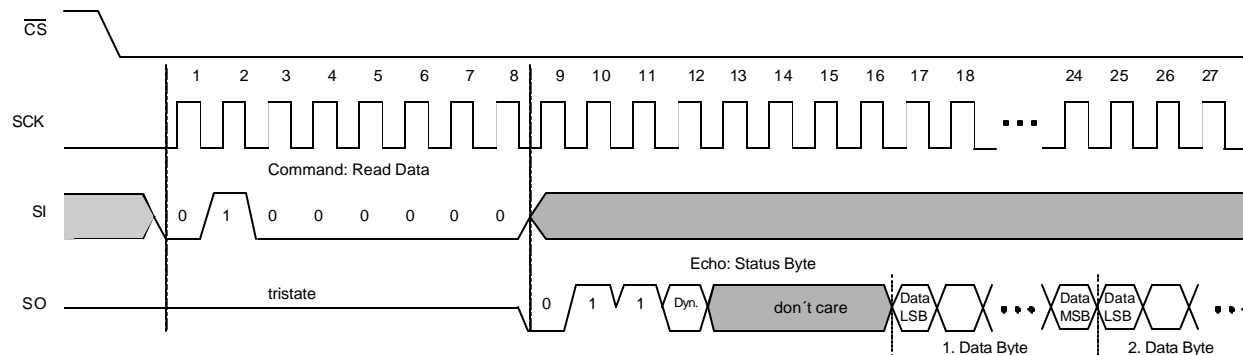 CS
1 2 3 4 5 6 7 8 9 10 11 12 13 14 15 16 17 18 24 25 26 27
SCK
Command: Read Data
SI 0 1 0 0 0 0 0 0
Echo: Status Byte
SO tristate 0 1 1 Dyn. don´t care Data LSB Data MSB Data LSB
1. Data Byte 2. Data Byte